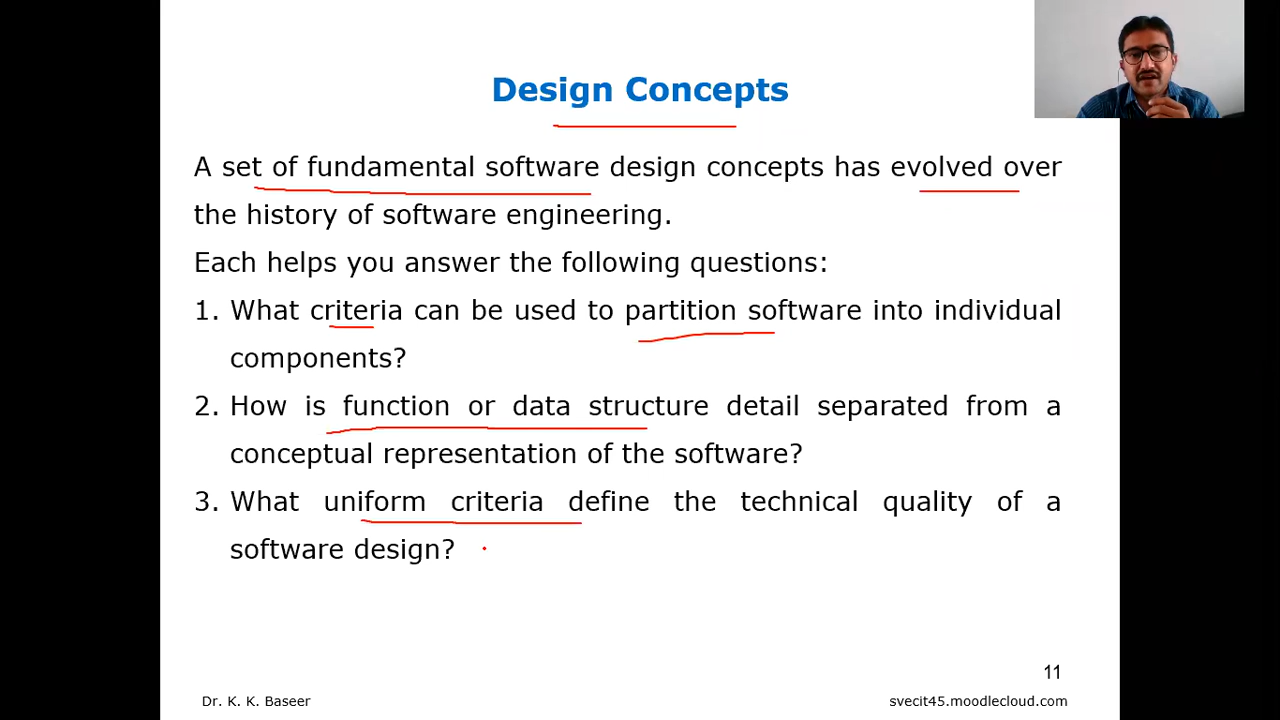 Design Concepts
A set of fundamental software design concepts has evolved over
the history of software engineering.
Each helps you answer the following questions:
1. What criteria can be used to partition software into individual
components?
2. How is function or data structure detail separated from a
conceptual representation of the software?
3. What uniform criteria define the technical quality of a
software design?
11
Dr. K. K. Baseer
svecit45.moodlecloud.com